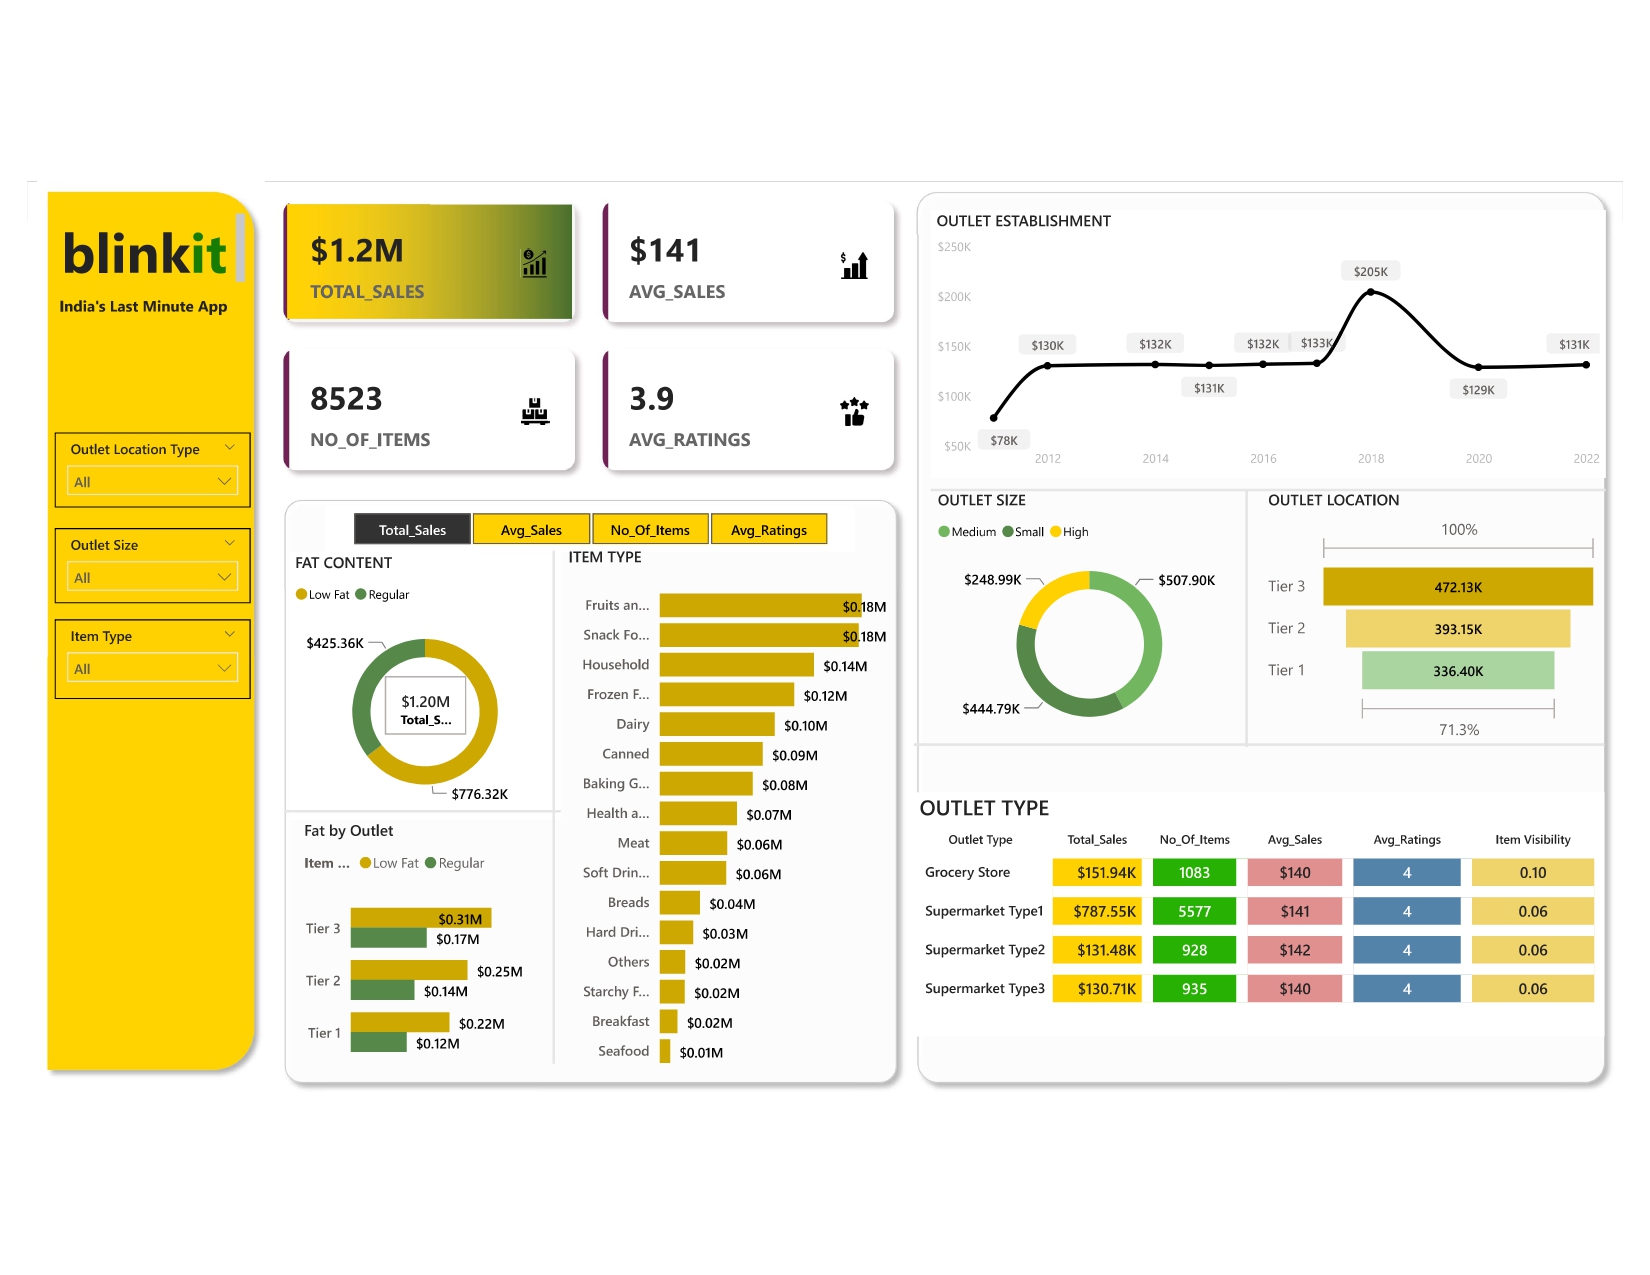 blinkit
India's Last Minute App
Outlet Location Type
All
Outlet Size
All
Item Type
All
$1.2M
TOTAL_SALES
$141
AVG_SALES
8523
NO_OF_ITEMS
3.9
AVG_RATINGS
Total_Sales Avg_Sales No_Of_Items Avg_Ratings
FAT CONTENT
Low Fat Regular
$425.36K
$1.20M
Total_S...
$776.32K
Fat by Outlet
Item ... Low Fat Regular
Tier 3 $0.31M
$0.17M
Tier 2 $0.25M
$0.14M
Tier 1 $0.22M
$0.12M
ITEM TYPE
Fruits an... $0.18M
Snack Fo... $0.18M
Household $0.14M
Frozen F... $0.12M
Dairy $0.10M
Canned $0.09M
Baking G... $0.08M
Health a... $0.07M
Meat $0.06M
Soft Drin... $0.06M
Breads $0.04M
Hard Dri... $0.03M
Others $0.02M
Starchy F... $0.02M
Breakfast $0.02M
Seafood $0.01M
OUTLET ESTABLISHMENT
$250K
$200K
$150K
$100K
$50K
$78K
$130K
$132K
$131K
$132K
$133K
$205K
$129K
$131K
2012 2014 2016 2018 2020 2022
OUTLET SIZE
Medium Small High
$248.99K
$507.90K
$444.79K
OUTLET LOCATION
100%
Tier 3 472.13K
Tier 2 393.15K
Tier 1 336.40K
71.3%
OUTLET TYPE
Outlet Type Total_Sales No_Of_Items Avg_Sales Avg_Ratings Item Visibility
Grocery Store $151.94K 1083 $140 4 0.10
Supermarket Type1 $787.55K 5577 $141 4 0.06
Supermarket Type2 $131.48K 928 $142 4 0.06
Supermarket Type3 $130.71K 935 $140 4 0.06